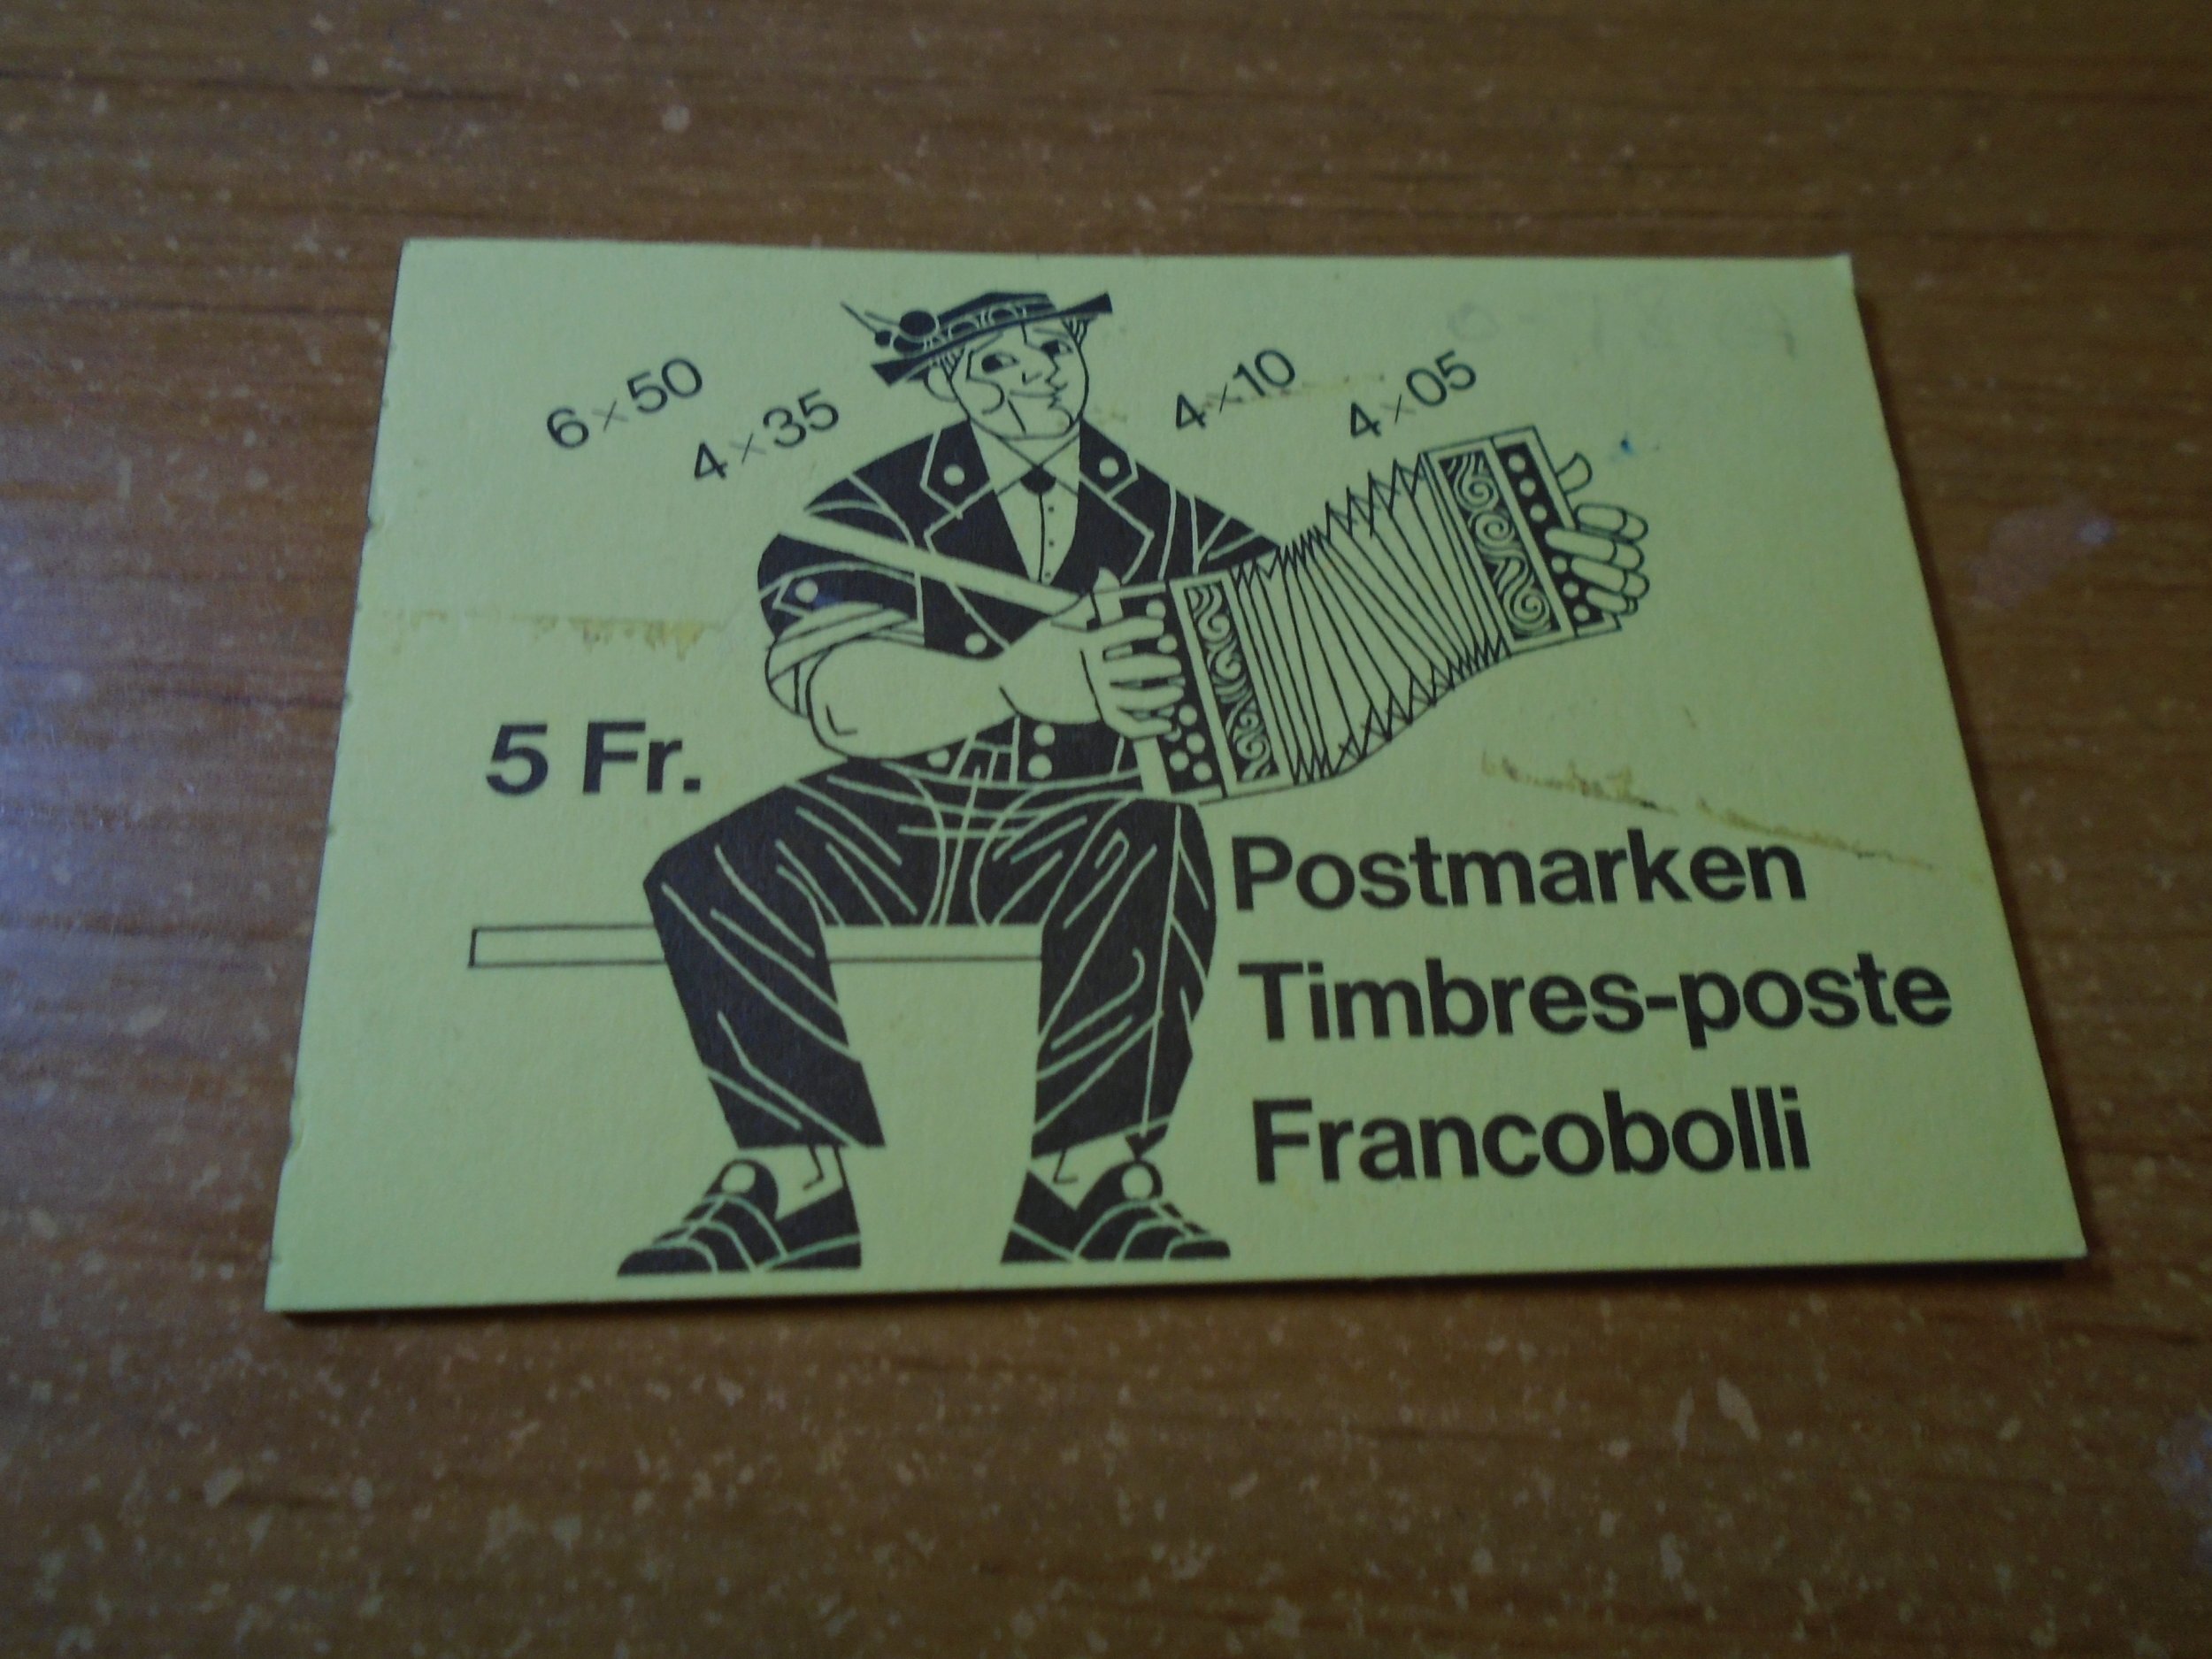 6×50
4×35
4×10
4×05
5 Fr.
Postmarken
Timbres-poste
Francobolli